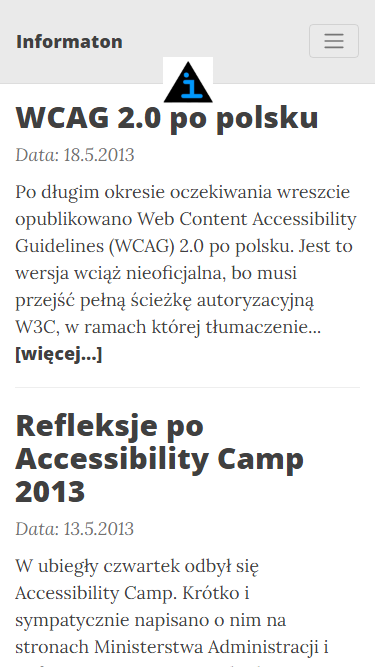 Informaton
i
WCAG 2.0 po polsku
Data: 18.5.2013
Po długim okresie oczekiwania wreszcie
opublikowano Web Content Accessibility
Guidelines (WCAG) 2.0 po polsku. Jest to
wersja wciąż nieoficjalna, bo musi
przejść pełną ścieżkę autoryzacyjną
W3C, w ramach której tłumaczenie...
[więcej...]
Refleksje po
Accessibility Camp
2013
Data: 13.5.2013
W ubiegły czwartek odbył się
Accessibility Camp. Krótko i
sympatycznie napisano o nim na
stronach Ministerstwa Administracji i